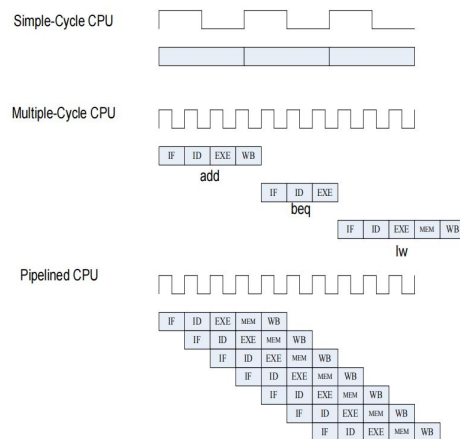 Simple-Cycle CPU
Multiple-Cycle CPU
IF ID EXE WB
add
IF ID EXE
beq
IF ID EXE MEM WB
lw
Pipelined CPU
IF ID EXE MEM WB
IF ID EXE MEM WB
IF ID EXE MEM WB
IF ID EXE MEM WB
IF ID EXE MEM WB
IF ID EXE MEM WB
IF ID EXE MEM WB